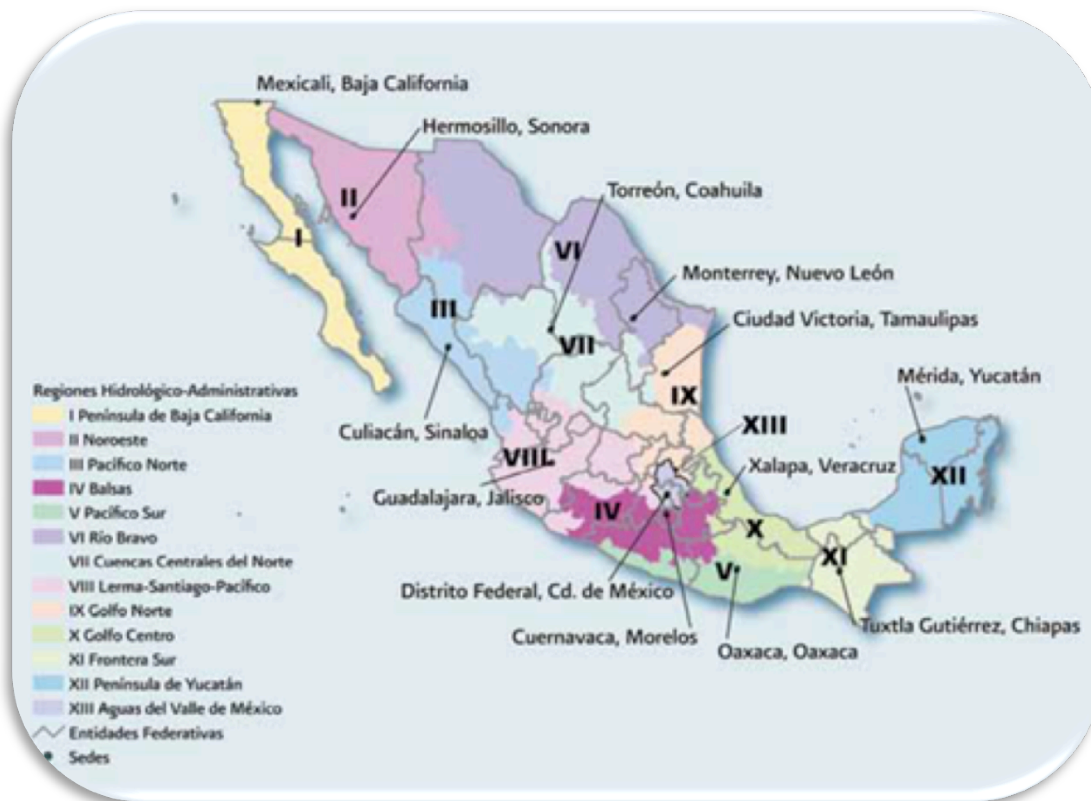 Mexicali, Baja California
Hermosillo, Sonora
Torreón, Coahuila
II
I
VI
Monterrey, Nuevo León
III
Ciudad Victoria, Tamaulipas
VII
Mérida, Yucatán
IX
Culiacán, Sinaloa
XIII
VIII
Xalapa, Veracruz
XII
Guadalajara, Jalisco
IV
X
XI
V
Distrito Federal, Cd. de México
Cuernavaca, Morelos
Oaxaca, Oaxaca
Tuxtla Gutiérrez, Chiapas
Regiones Hidrológico-Administrativas
I Península de Baja California
II Noroeste
III Pacífico Norte
IV Balsas
V Pacífico Sur
VI Río Bravo
VII Cuencas Centrales del Norte
VIII Lerma-Santiago-Pacífico
IX Golfo Norte
X Golfo Centro
XI Frontera Sur
XII Península de Yucatán
XIII Aguas del Valle de México
Entidades Federativas
Sedes